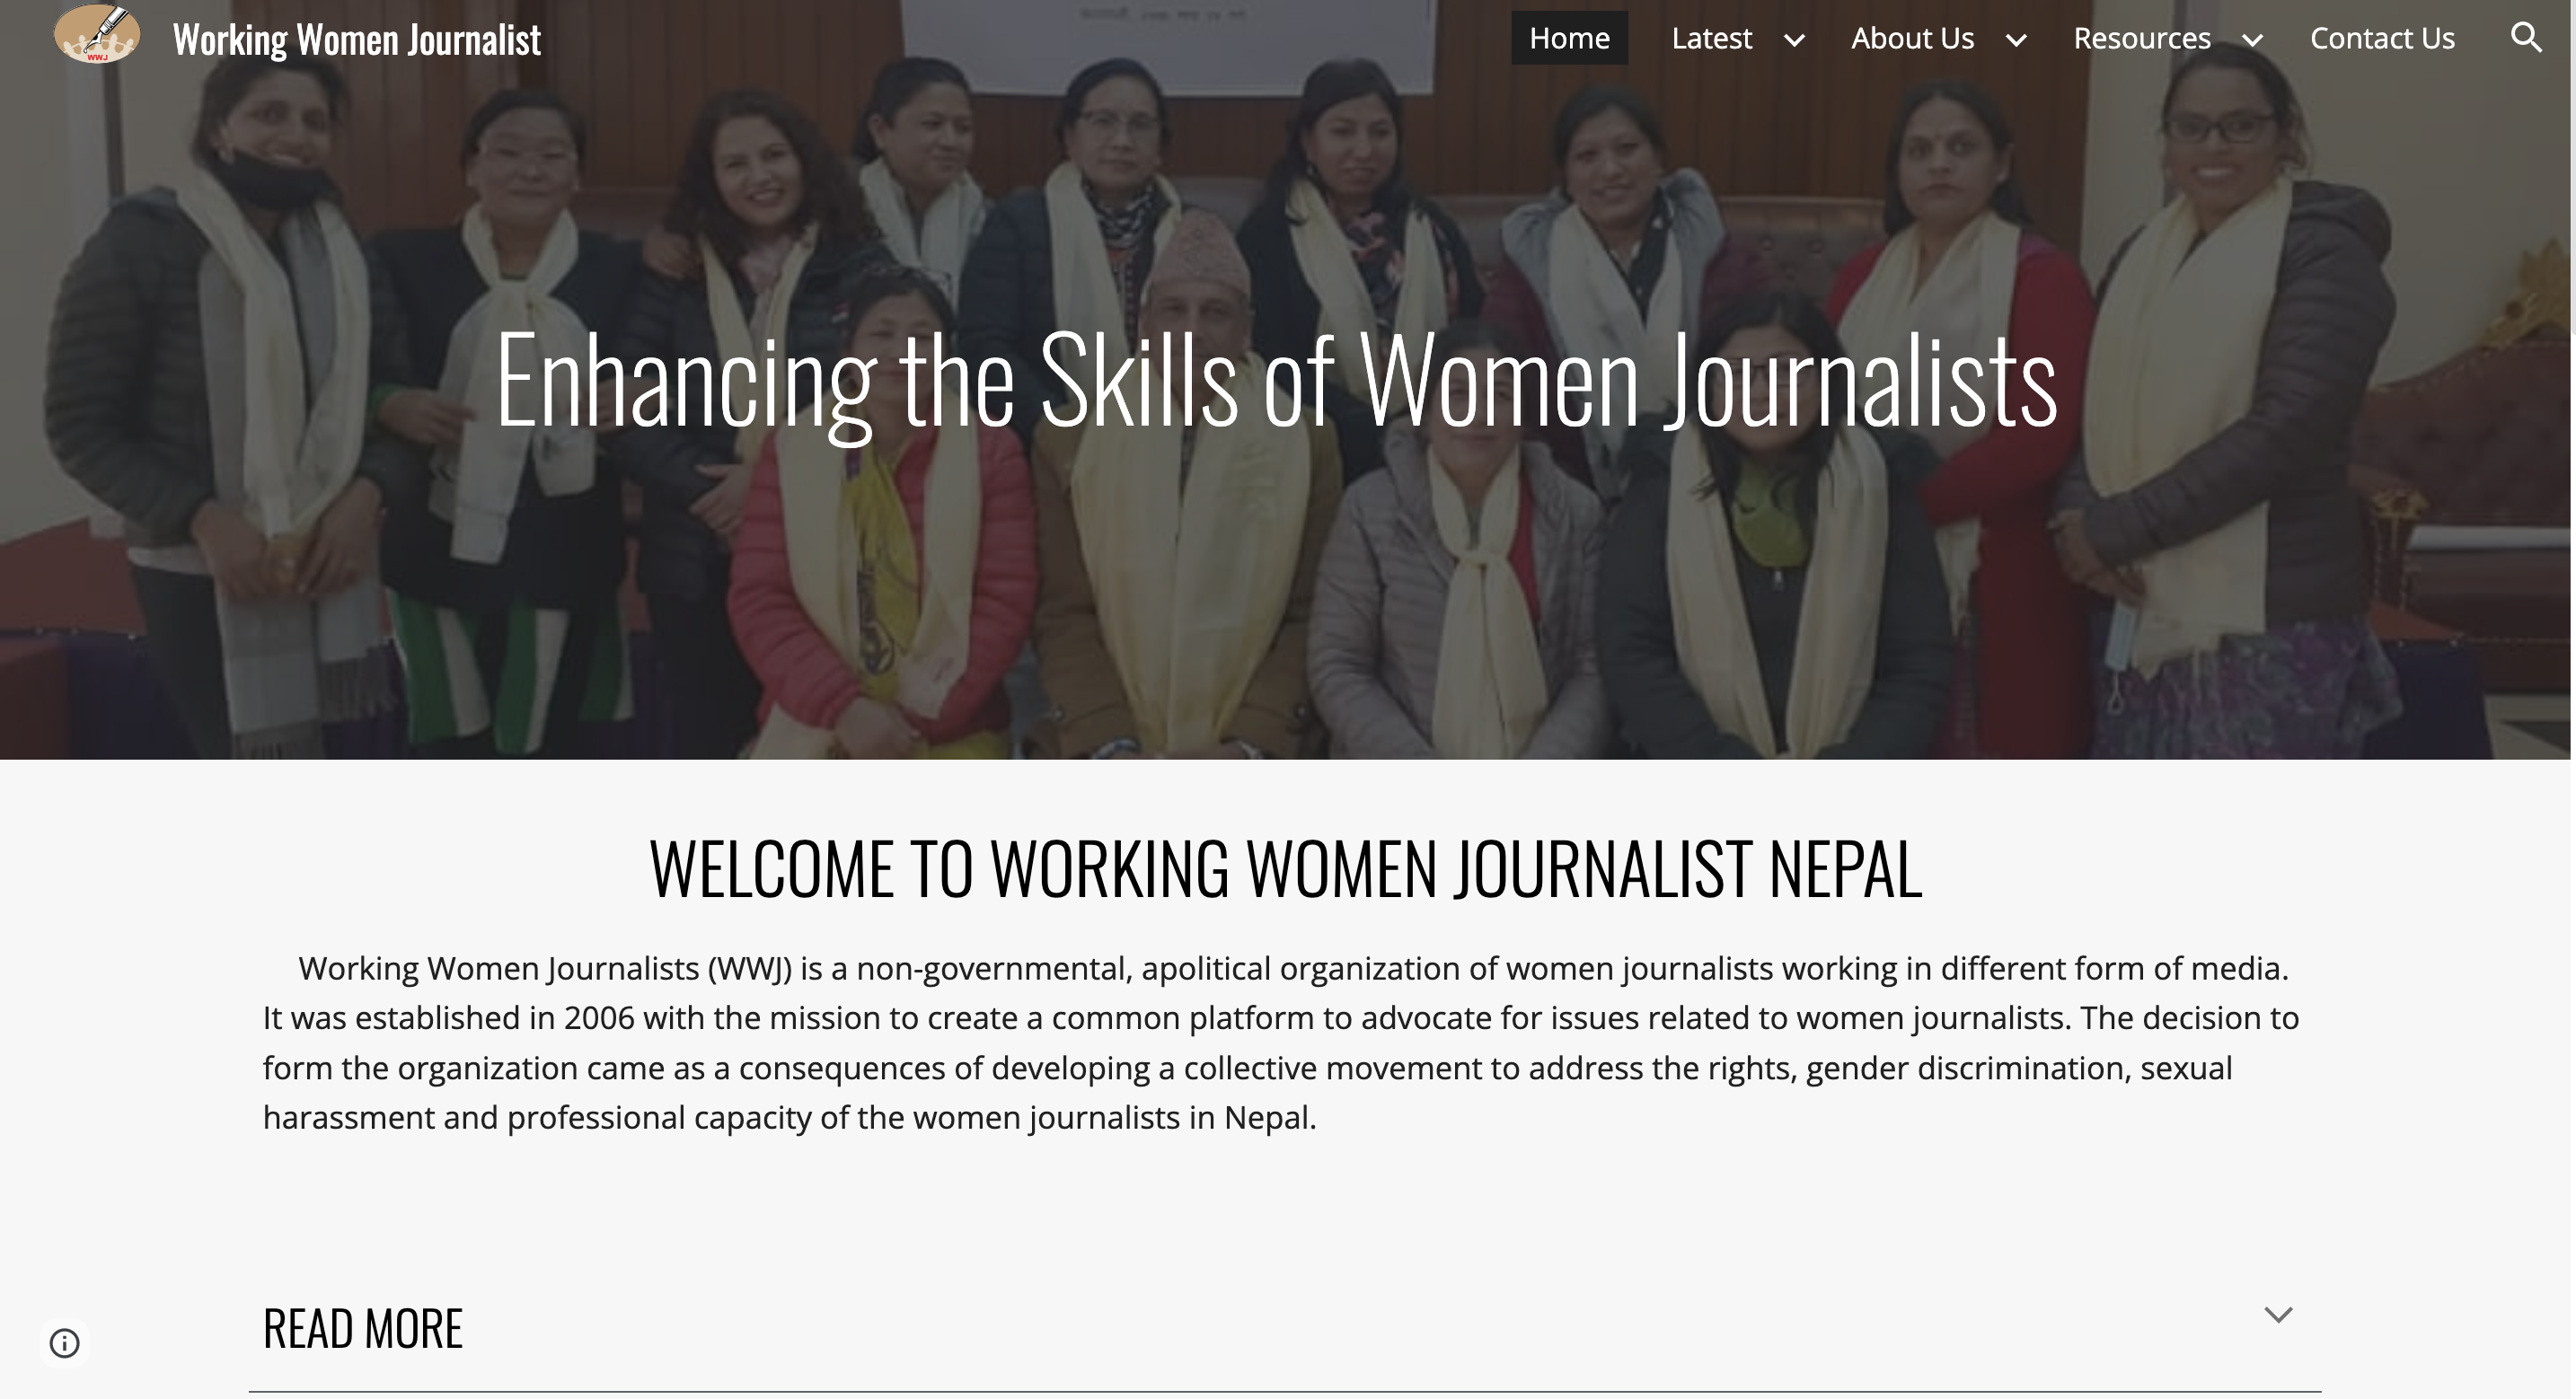 WWJ
Working Women Journalist
Home
Latest
About Us
Resources
Contact Us
Enhancing the Skills of Women Journalists
WELCOME TO WORKING WOMEN JOURNALIST NEPAL
Working Women Journalists (WWJ) is a non-governmental, apolitical organization of women journalists working in different form of media.
It was established in 2006 with the mission to create a common platform to advocate for issues related to women journalists. The decision to
form the organization came as a consequences of developing a collective movement to address the rights, gender discrimination, sexual
harassment and professional capacity of the women journalists in Nepal.
READ MORE